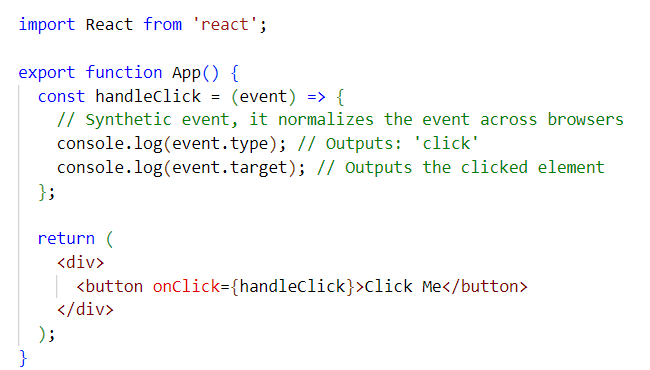 import React from 'react';

export function App() {
  const handleClick = (event) => {
    // Synthetic event, it normalizes the event across browsers
    console.log(event.type); // Outputs: 'click'
    console.log(event.target); // Outputs the clicked element
  };

  return (
    <div>
      <button onClick={handleClick}>Click Me</button>
    </div>
  );
}